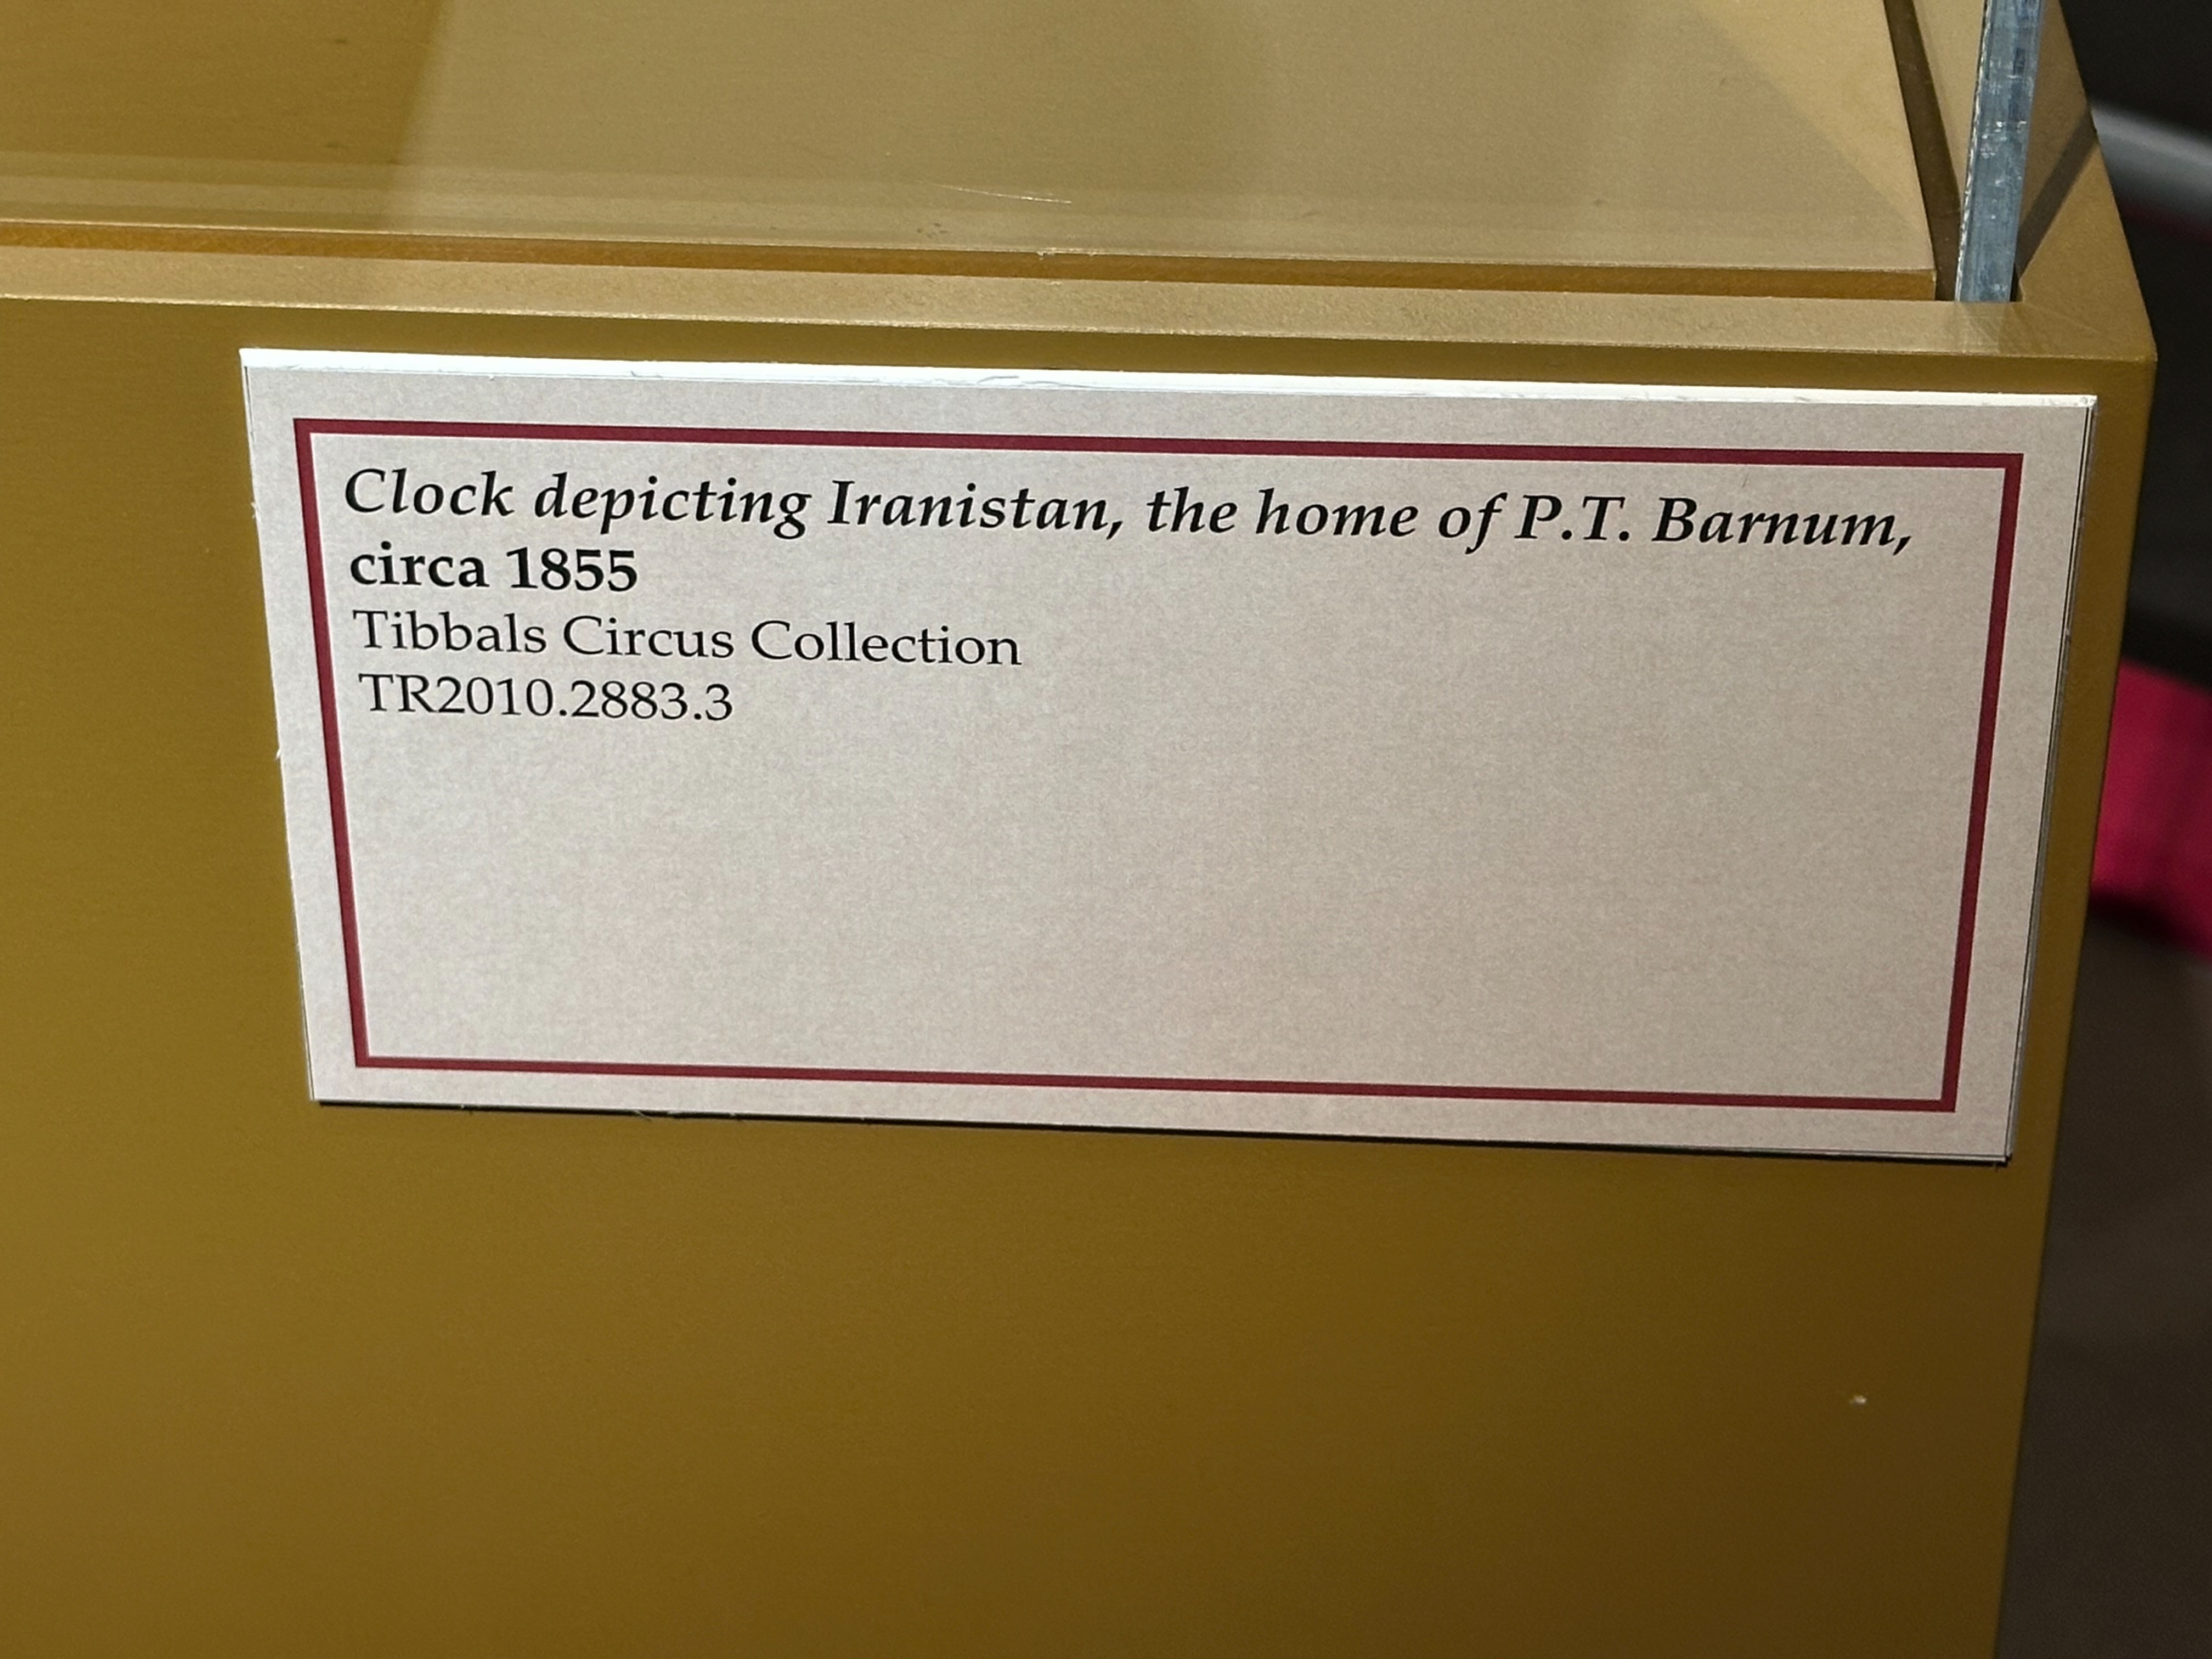 Clock depicting Iranistan, the home of P.T. Barnum,
circa 1855
Tibbals Circus Collection
TR2010.2883.3